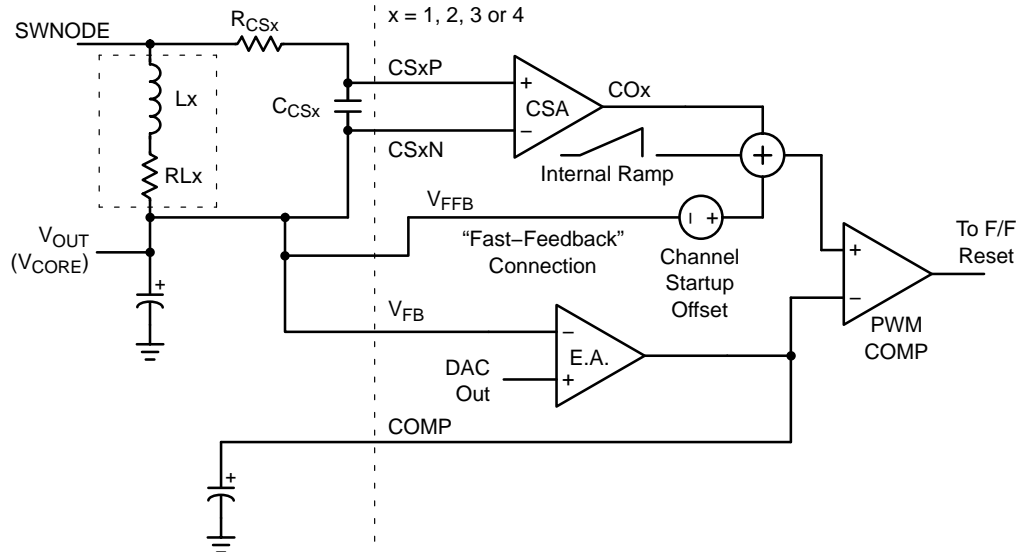 x = 1, 2, 3 or 4
SWNODE
RCSx
CSxP
COx
Lx
CCSx
+
CSA
−
CSxN
+
Internal Ramp
RLx
VFFB
− +
"Fast−Feedback"
Connection
Channel
Startup
Offset
VOUT
(VCORE)
+
To F/F
Reset
+
−
PWM
COMP
VFB
−
E.A.
+
DAC
Out
COMP
+